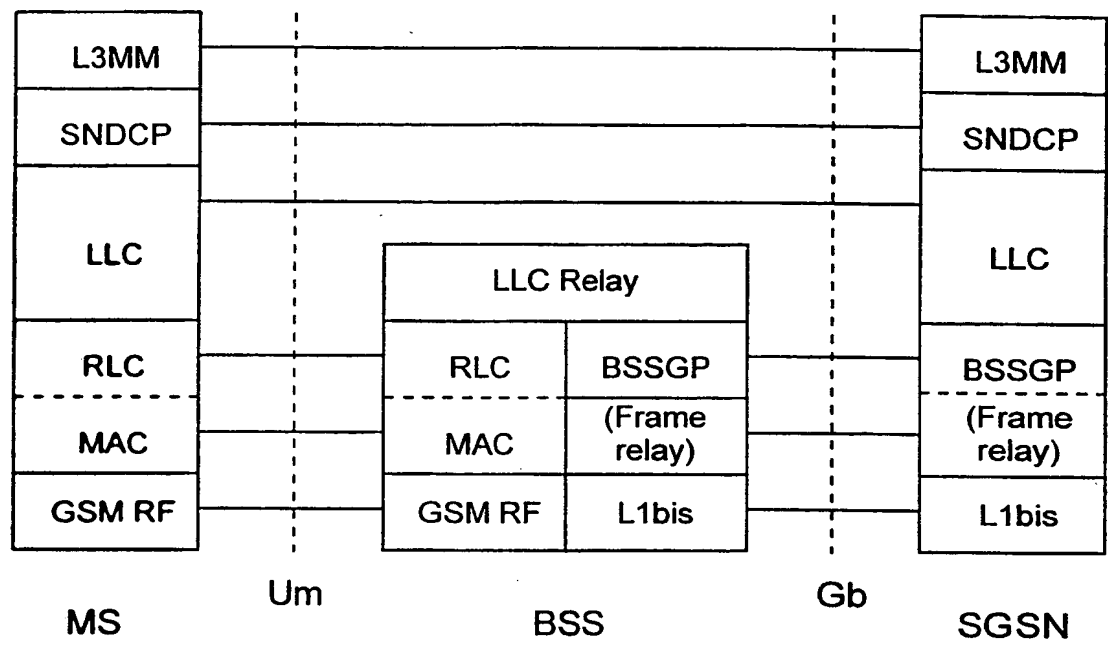 L3MM
SNDCP
LLC
RLC
MAC
GSM RF
MS
Um
LLC Relay
RLC
BSSGP
MAC
(Frame
relay)
GSM RF
L1bis
BSS
Gb
L3MM
SNDCP
LLC
BSSGP
(Frame
relay)
L1bis
SGSN